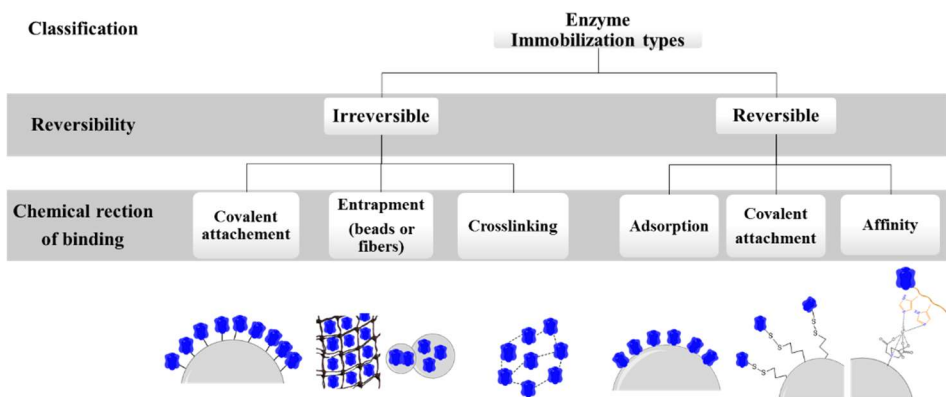 Classification
Enzyme
Immobilization types
Reversibility
Irreversible
Reversible
Chemical rection
of binding
Covalent
attachement
Entrapment
(beads or
fibers)
Crosslinking
Adsorption
Covalent
attachment
Affinity
S
S
S
S
S
S